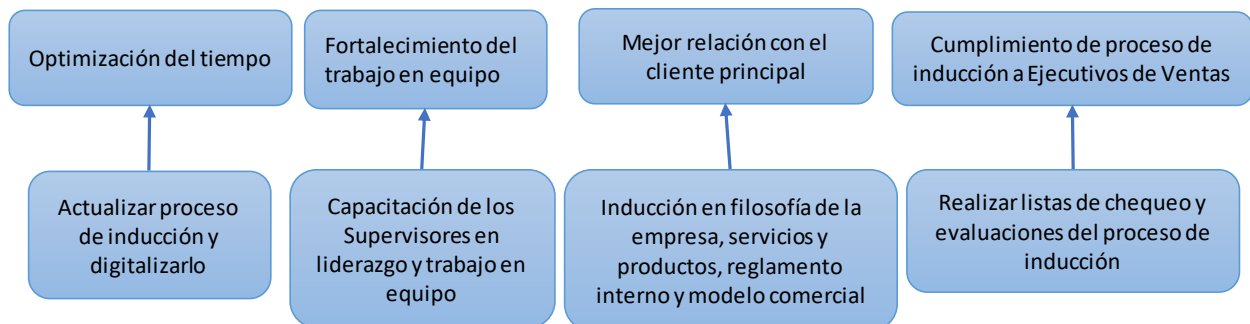 Optimización del tiempo
Fortalecimiento del
trabajo en equipo
Mejor relación con el
cliente principal
Cumplimiento de proceso de
inducción a Ejecutivos de Ventas
Actualizar proceso
de inducción y
digitalizarlo
Capacitación de los
Supervisores en
liderazgo y trabajo en
equipo
Inducción en filosofía de la
empresa, servicios y
productos, reglamento
interno y modelo comercial
Realizar listas de chequeo y
evaluaciones del proceso de
inducción